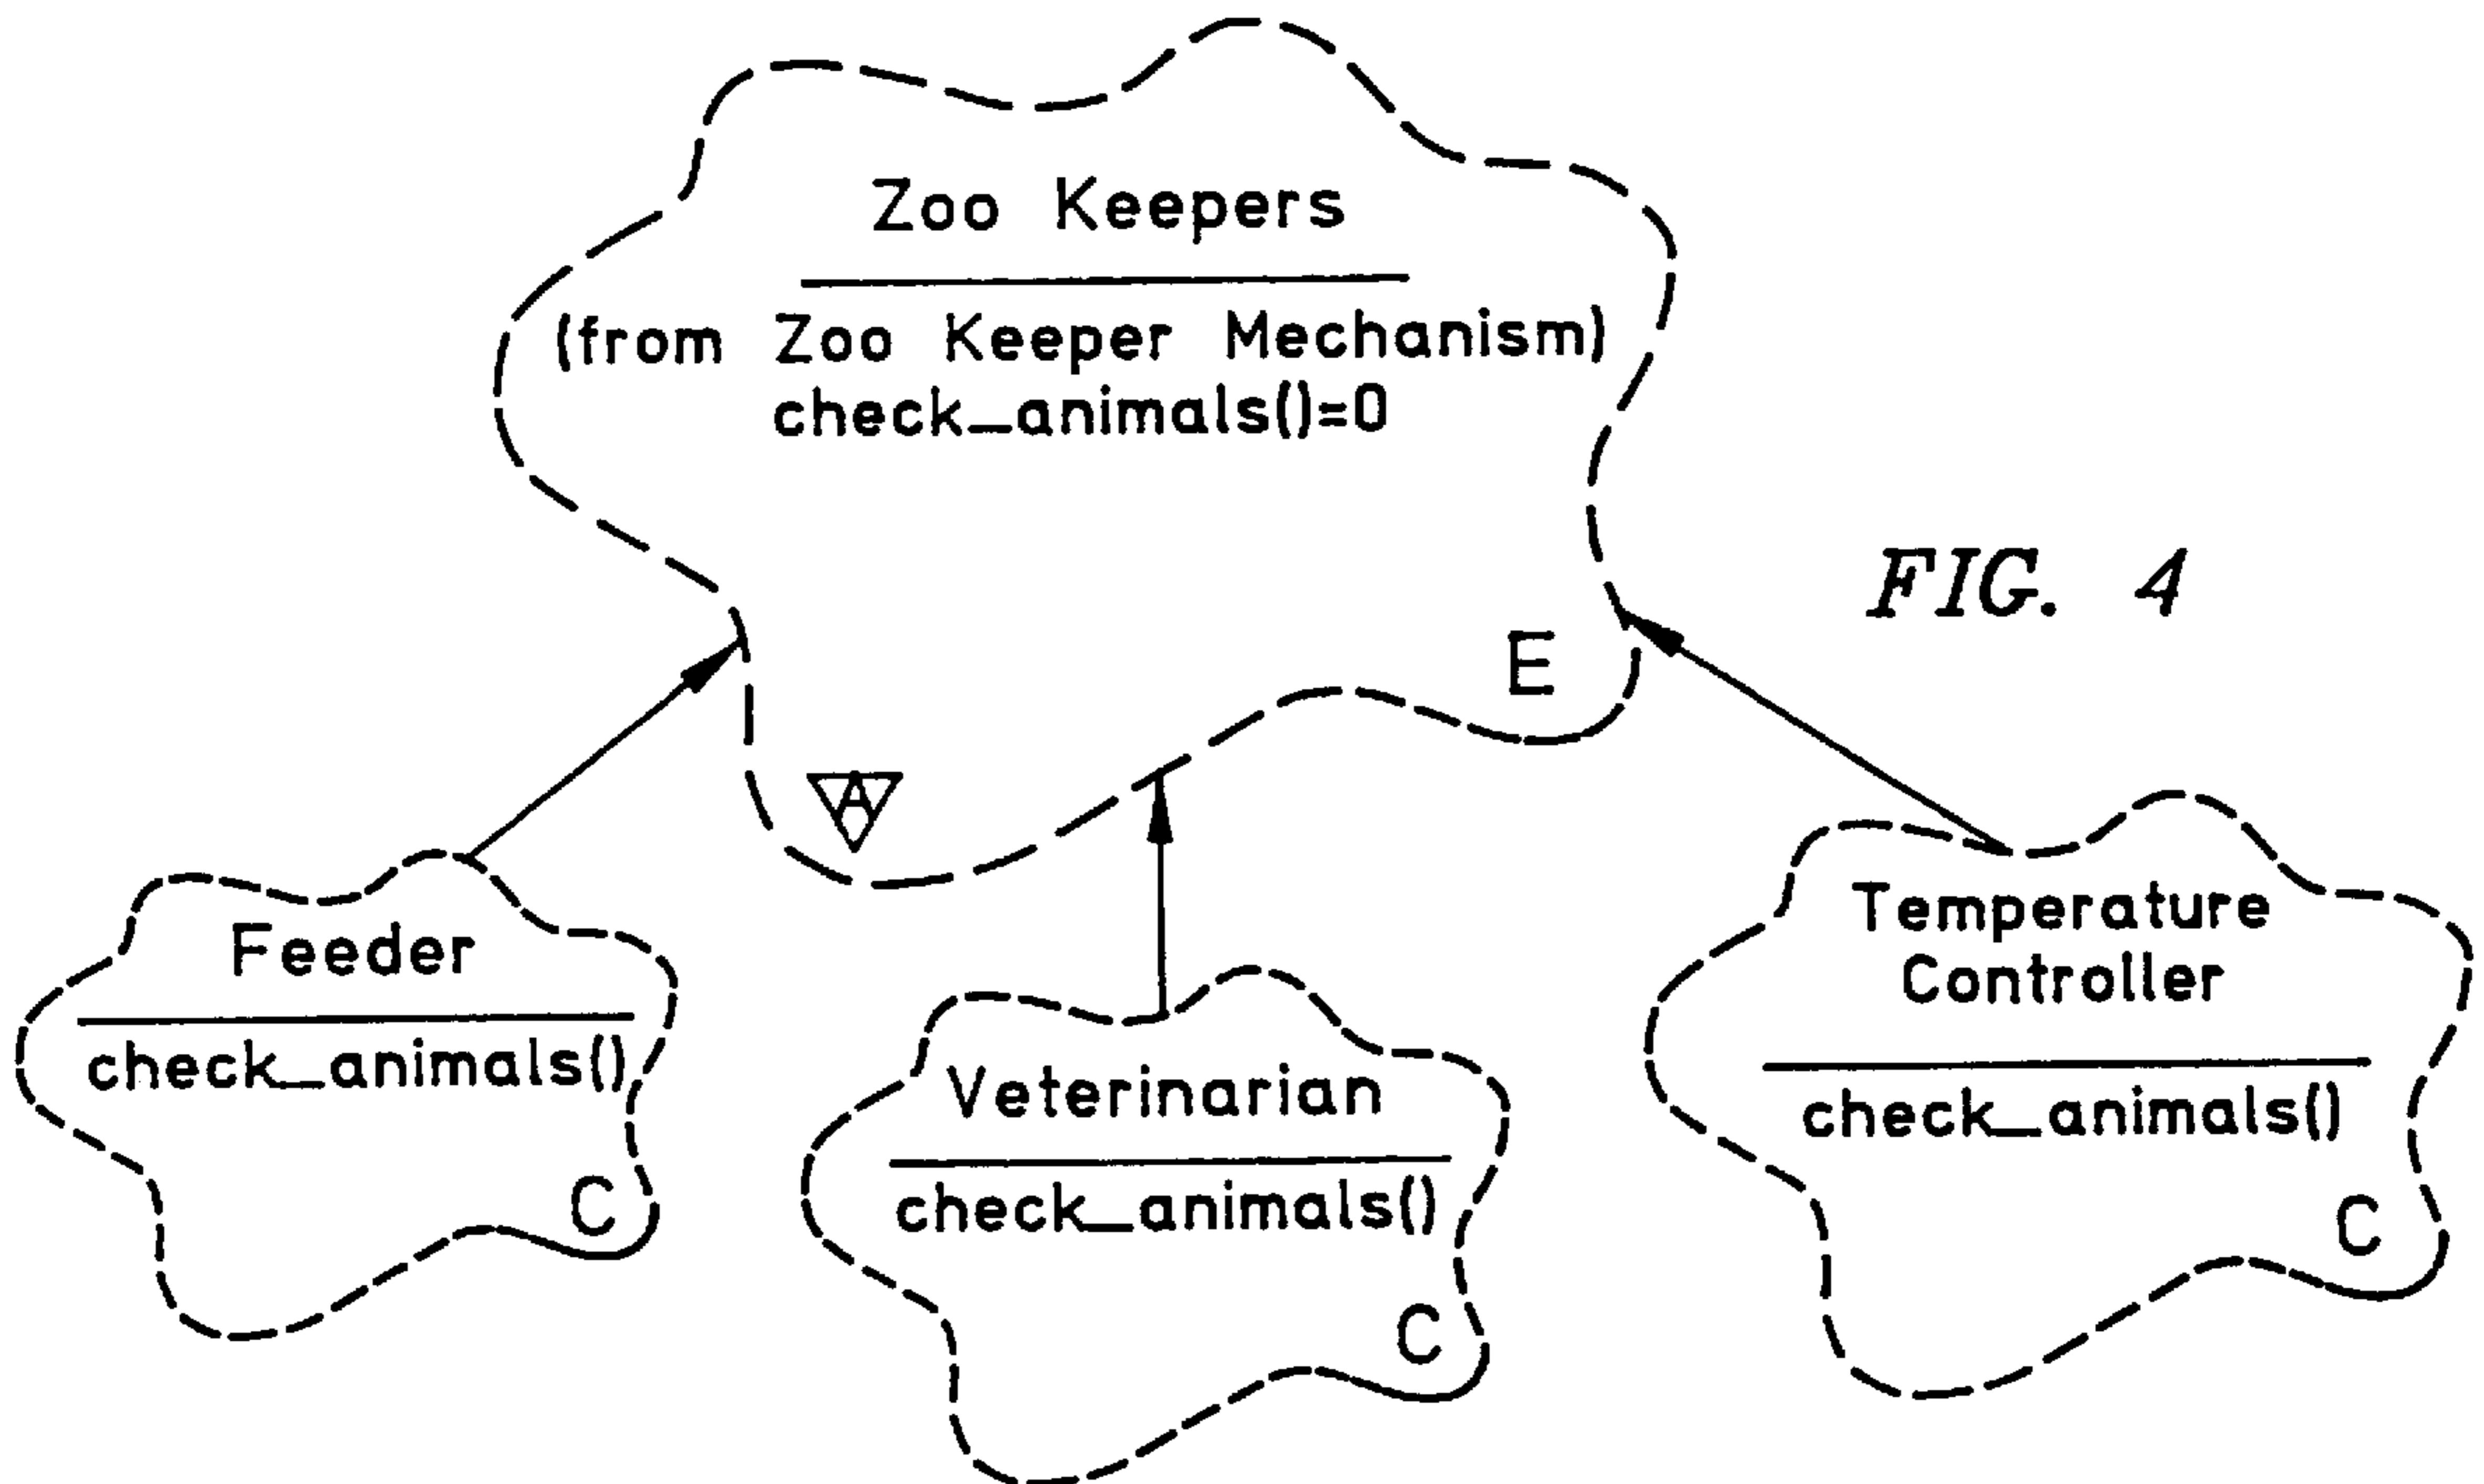 Zoo Keepers
(from Zoo Keeper Mechanism)
check_animals()=0
FIG. 4
E
A
Feeder
check_animals()
C
Veterinarian
check_animals()
C
Temperature
Controller
check_animals()
C